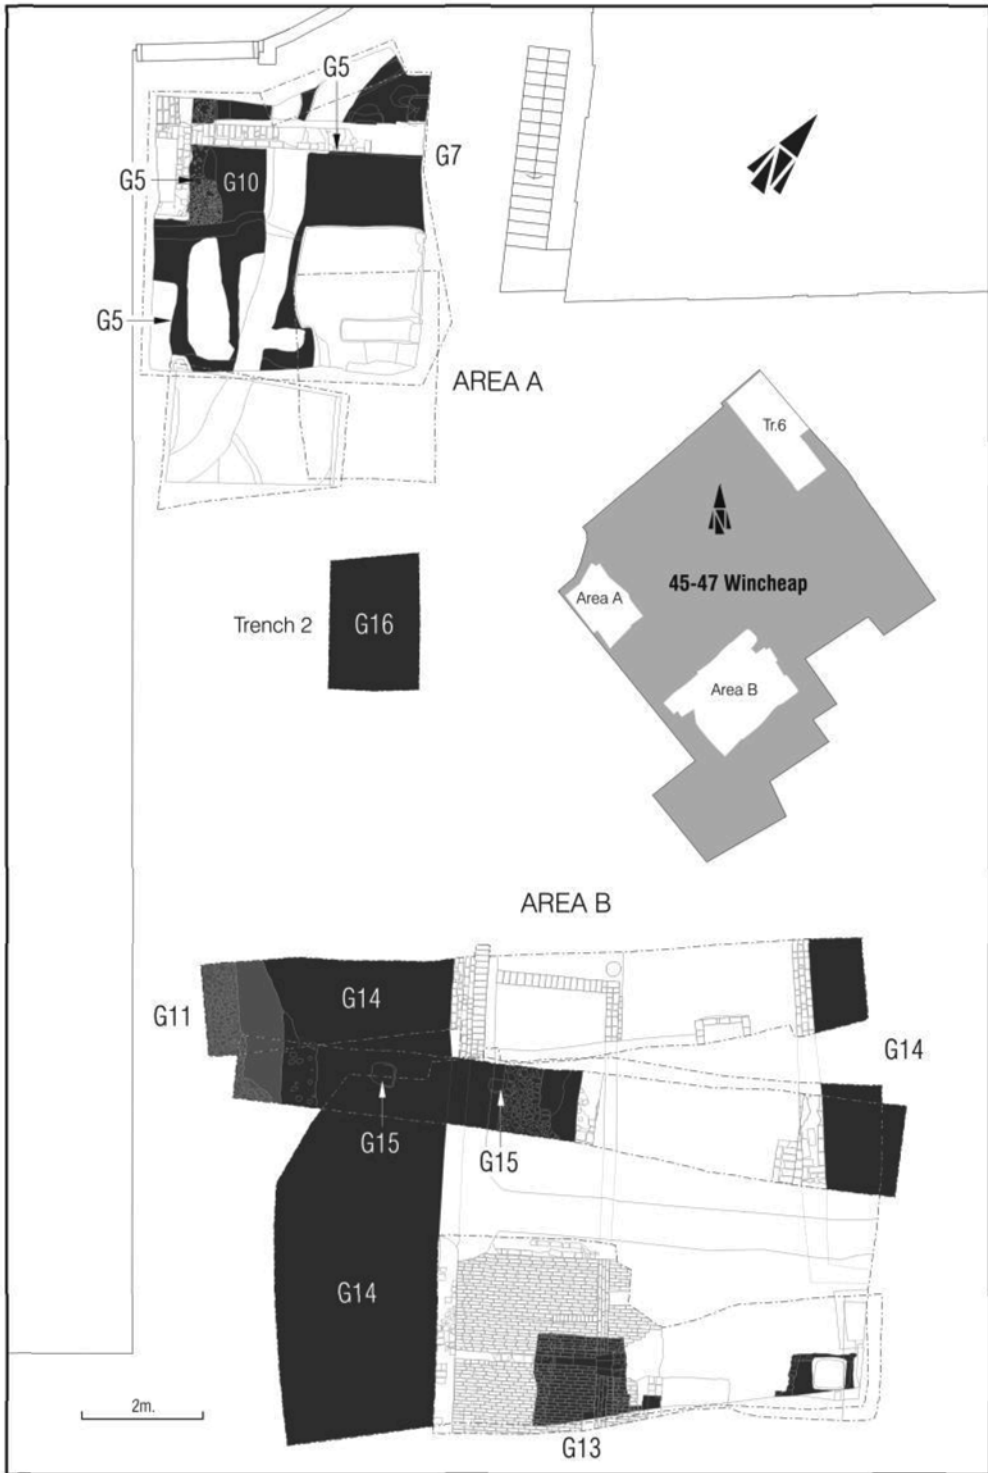 G5
G7
G5
G10
G5
AREA A
Tr.6
N
45-47 Wincheap
Area A
Trench 2
G16
Area B
AREA B
G14
G11
G14
G15
G15
G14
2m.
G13